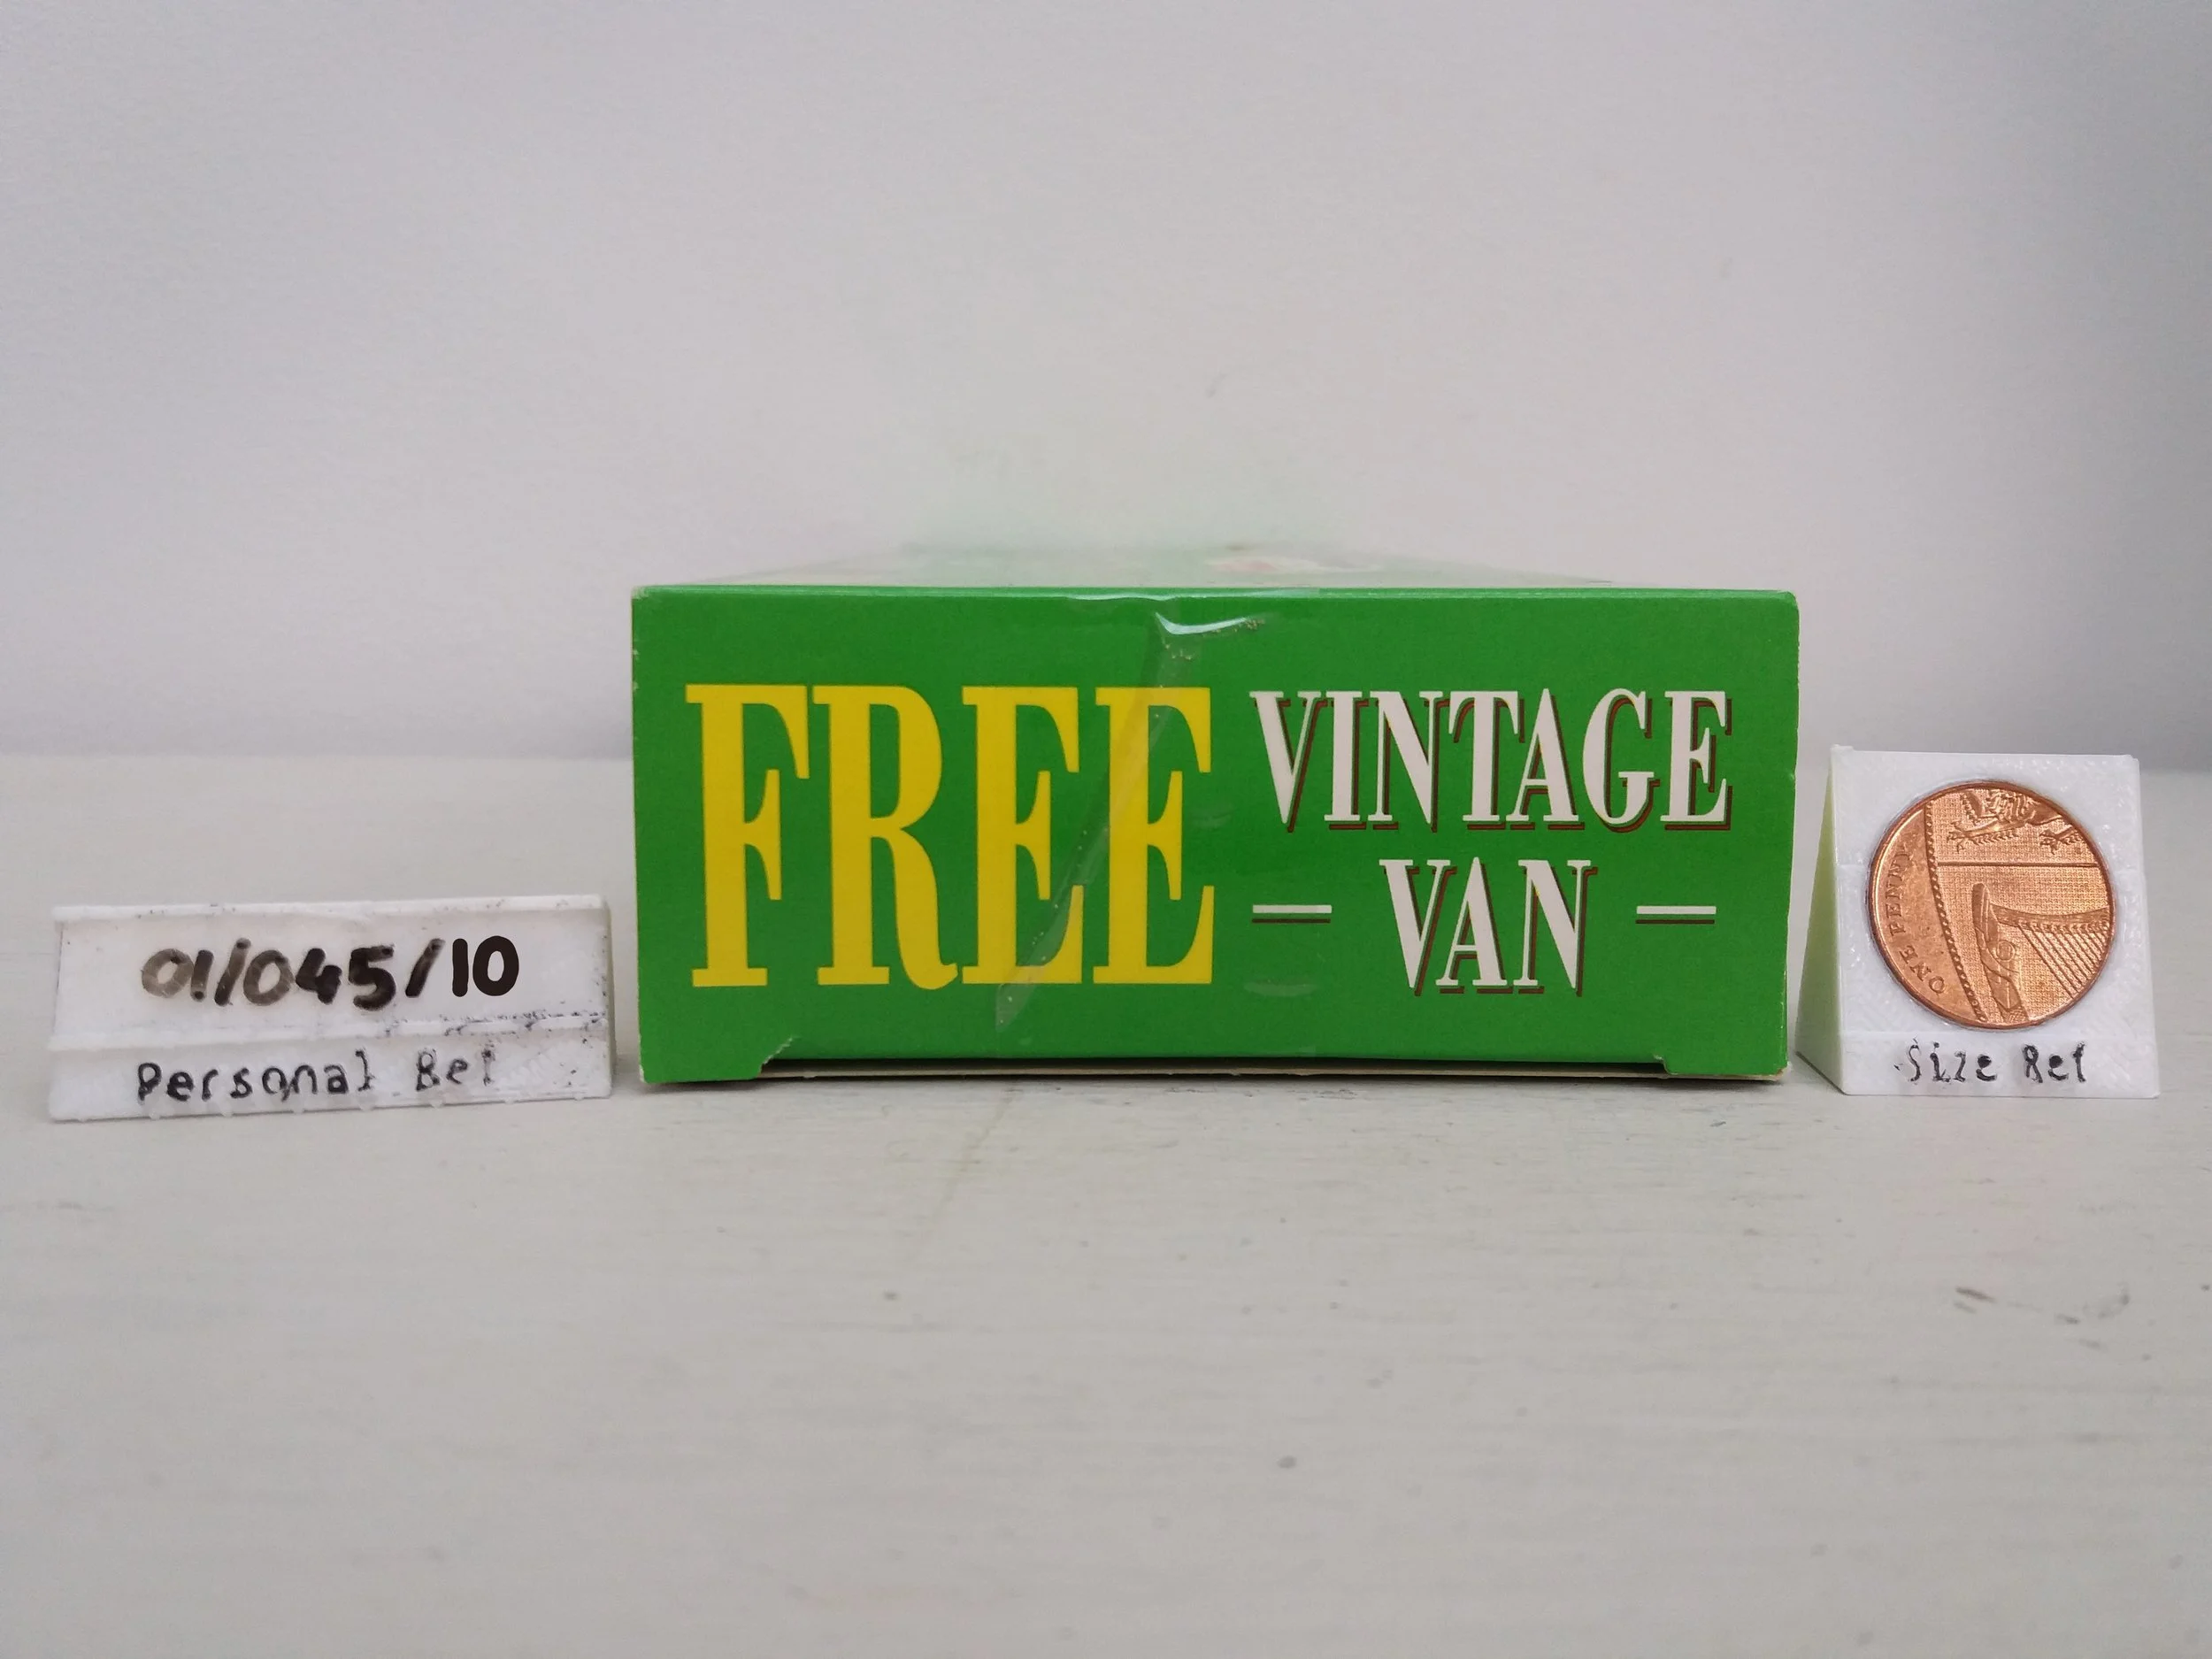 FREE
VINTAGE
— VAN —
01/045/10
Personal Ref
ONE PENNY
Size Ref